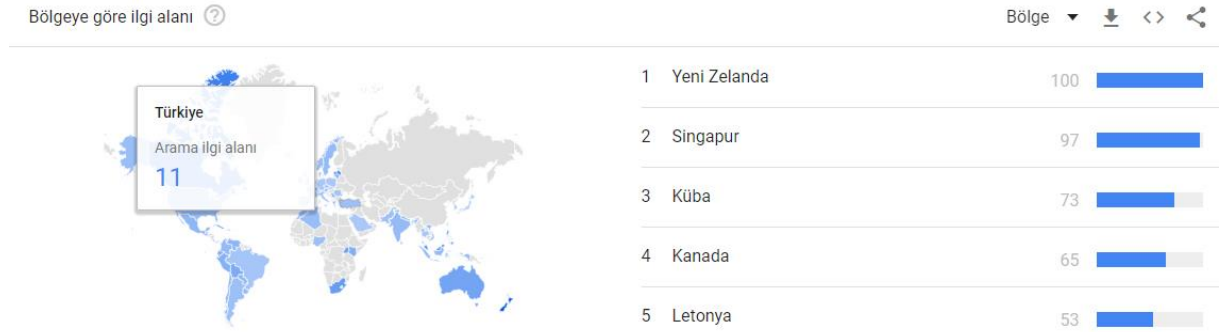 Bölgeye göre ilgi alanı
Bölge
Türkiye
Arama ilgi alanı
11
1 Yeni Zelanda 100
2 Singapur 97
3 Küba 73
4 Kanada 65
5 Letonya 53